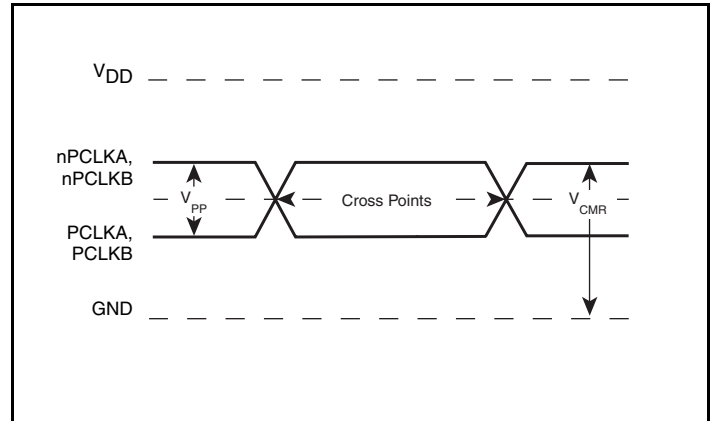 VDD
nPCLKA,
nPCLKB
VPP
Cross Points
VCMR
PCLKA,
PCLKB
GND